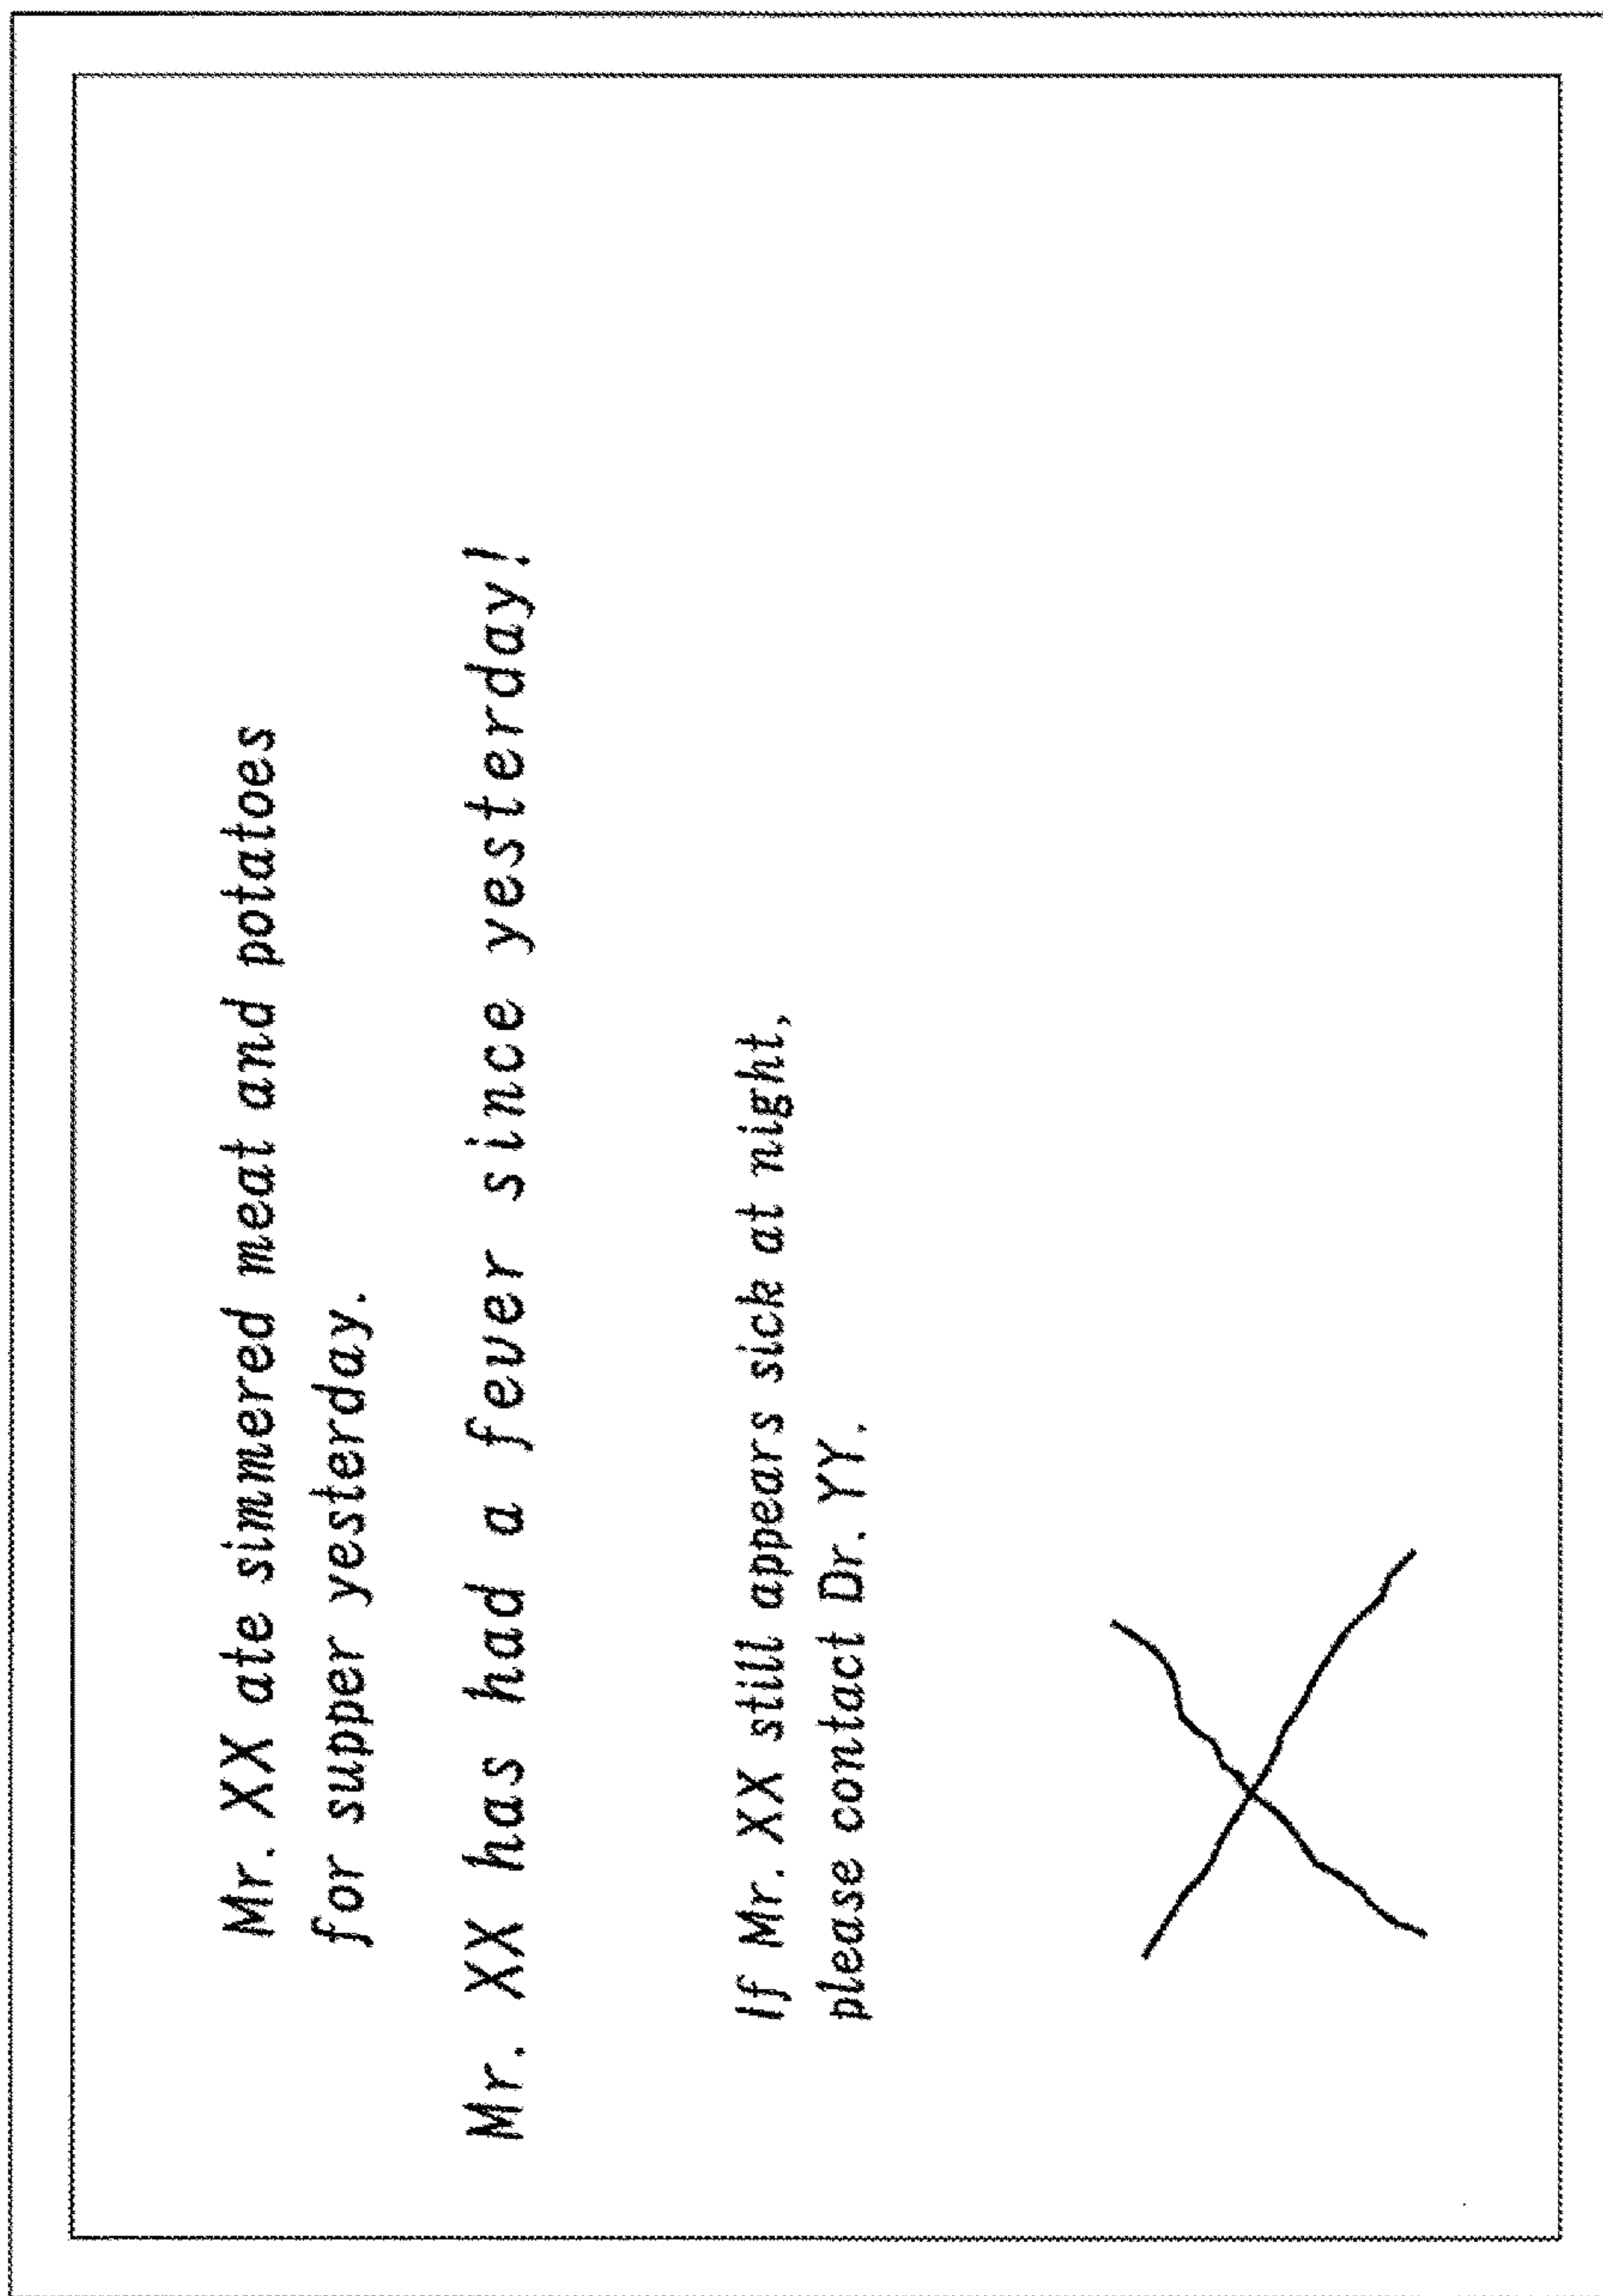 Mr. XX ate simmered meat and potatoes
for supper yesterday.
Mr. XX has had a fever since yesterday!
If Mr. XX still appears sick at night,
please contact Dr. YY.